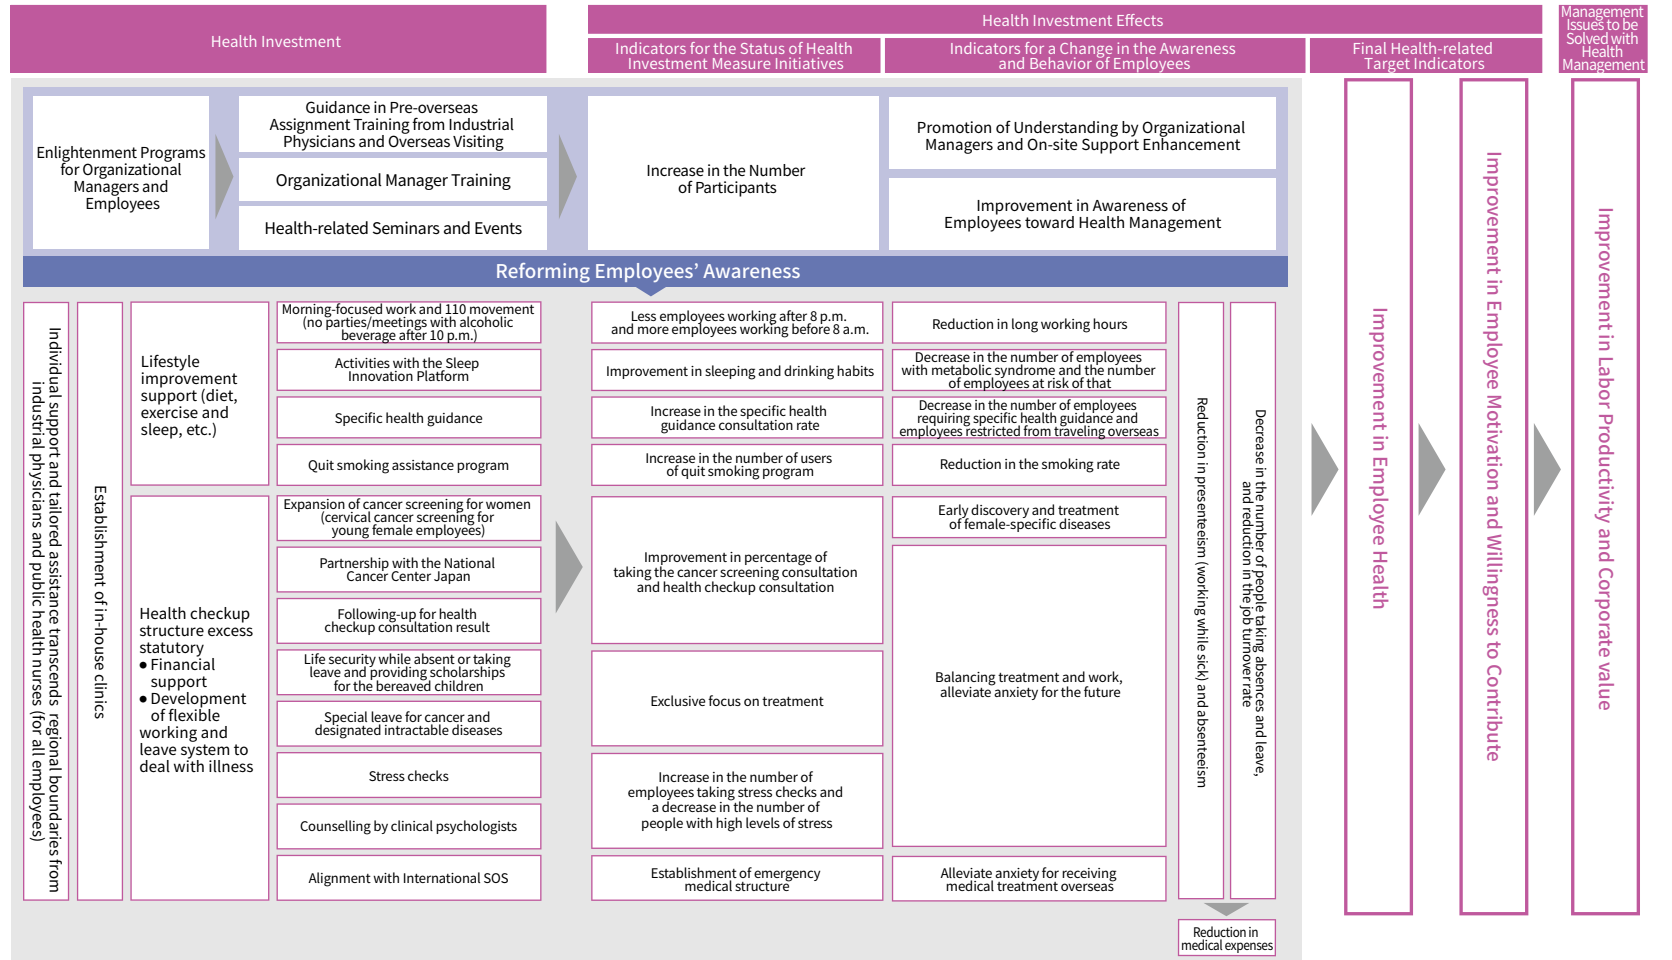 Health Investment
Health Investment Effects
Indicators for the Status of Health
Investment Measure Initiatives
Indicators for a Change in the Awareness
and Behavior of Employees
Final Health-related
Target Indicators
Management
Issues to be
Solved with
Health
Management
Enlightenment Programs
for Organizational
Managers and
Employees
Guidance in Pre-overseas
Assignment Training from Industrial
Physicians and Overseas Visiting
Organizational Manager Training
Health-related Seminars and Events
Increase in the Number
of Participants
Promotion of Understanding by Organizational
Managers and On-site Support Enhancement
Improvement in Awareness of
Employees toward Health Management
Reforming Employees’ Awareness
Individual support and tailored assistance transcends regional boundaries from
industrial physicians and public health nurses (for all employees)
Establishment of in-house clinics
Lifestyle
improvement
support (diet,
exercise and
sleep, etc.)
Morning-focused work and 110 movement
(no parties/meetings with alcoholic
beverage after 10 p.m.)
Activities with the Sleep
Innovation Platform
Specific health guidance
Quit smoking assistance program
Less employees working after 8 p.m.
and more employees working before 8 a.m.
Improvement in sleeping and drinking habits
Increase in the specific health
guidance consultation rate
Increase in the number of users
of quit smoking program
Reduction in long working hours
Decrease in the number of employees
with metabolic syndrome and the number
of employees at risk of that
Decrease in the number of employees
requiring specific health guidance and
employees restricted from traveling overseas
Reduction in the smoking rate
Health checkup
structure excess
statutory
● Financial
support
● Development
of flexible
working and
leave system to
deal with illness
Expansion of cancer screening for women
(cervical cancer screening for
young female employees)
Partnership with the National
Cancer Center Japan
Following-up for health
checkup consultation result
Life security while absent or taking
leave and providing scholarships
for the bereaved children
Special leave for cancer and
designated intractable diseases
Stress checks
Counselling by clinical psychologists
Alignment with International SOS
Improvement in percentage of
taking the cancer screening consultation
and health checkup consultation
Exclusive focus on treatment
Increase in the number of
employees taking stress checks and
a decrease in the number of
people with high levels of stress
Establishment of emergency
medical structure
Early discovery and treatment
of female-specific diseases
Balancing treatment and work,
alleviate anxiety for the future
Alleviate anxiety for receiving
medical treatment overseas
Reduction in presenteeism (working while sick) and absenteeism
Decrease in the number of people taking absences and leave,
and reduction in the job turnover rate
Reduction in
medical expenses
Improvement in Employee Health
Improvement in Employee Motivation and Willingness to Contribute
Improvement in Labor Productivity and Corporate value